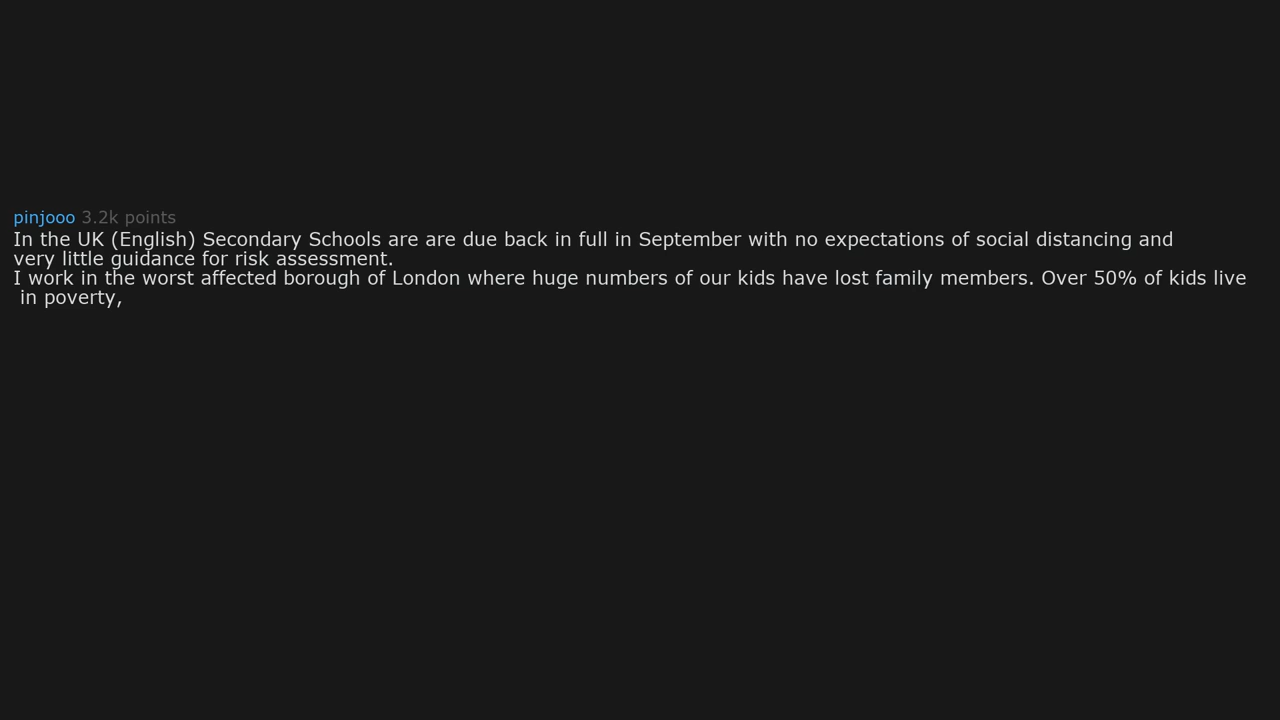 pinjooo 3.2k points
In the UK (English) Secondary Schools are are due back in full in September with no expectations of social distancing and
very little guidance for risk assessment.
I work in the worst affected borough of London where huge numbers of our kids have lost family members. Over 50% of kids live
in poverty,